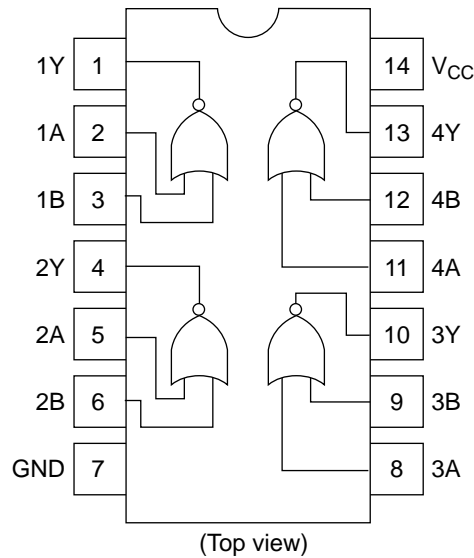 1Y 1 14 VCC
1A 2 13 4Y
1B 3 12 4B
2Y 4 11 4A
2A 5 10 3Y
2B 6 9 3B
GND 7 8 3A
(Top view)